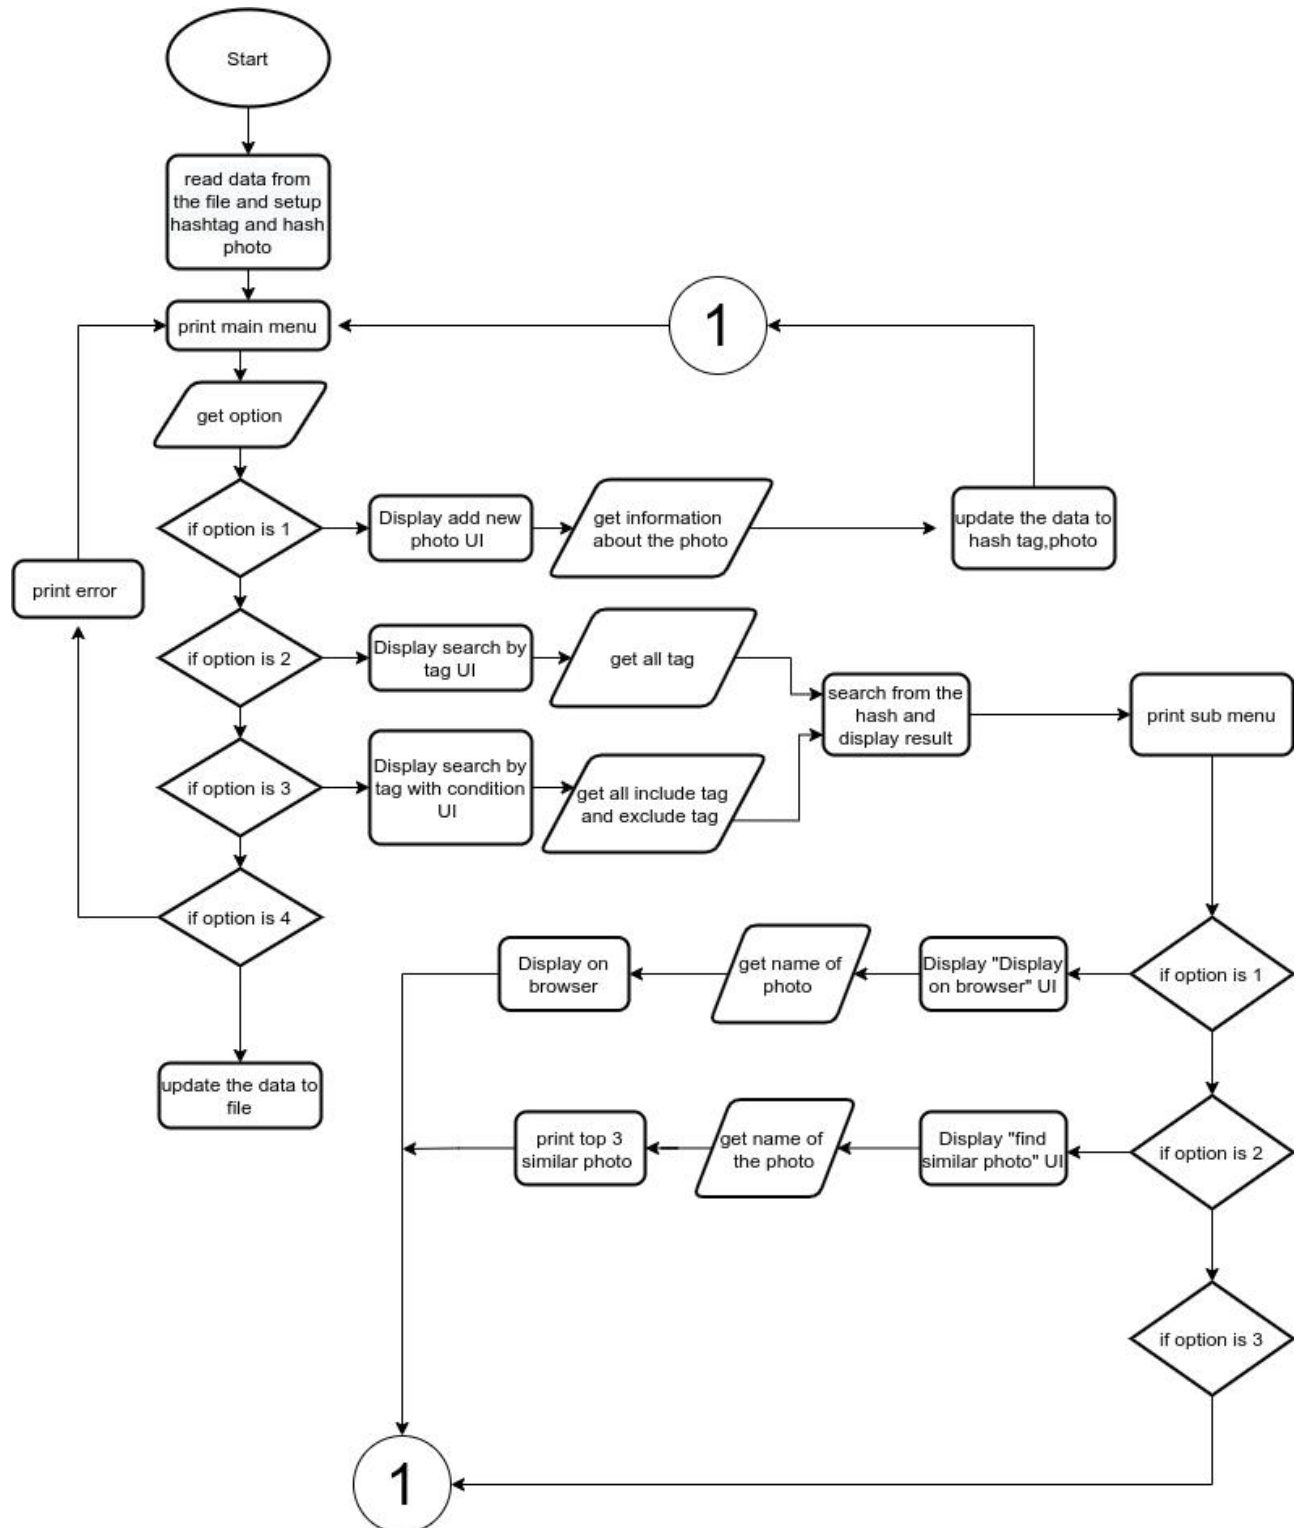 Start
read data from
the file and setup
hashtag and hash
photo
print main menu
1
get option
if option is 1
Display add new
photo UI
get information
about the photo
update the data to
hash tag,photo
print error
if option is 2
Display search by
tag UI
get all tag
search from the
hash and
display result
print sub menu
if option is 3
Display search by
tag with condition
UI
get all include tag
and exclude tag
if option is 4
update the data to
file
if option is 1
Display "Display
on browser" UI
get name of
photo
Display on
browser
if option is 2
Display "find
similar photo" UI
get name of
the photo
print top 3
similar photo
if option is 3
1